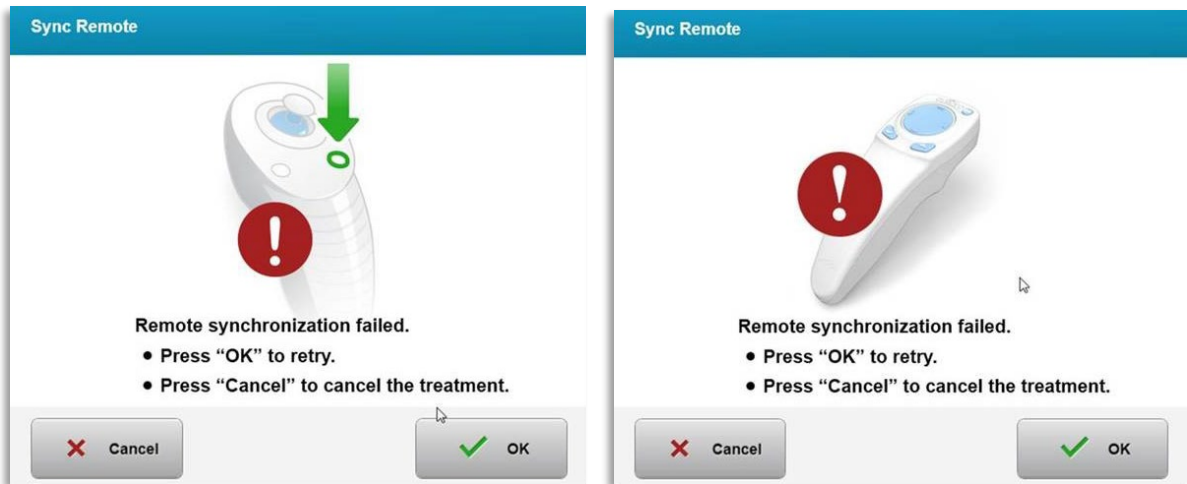 Sync Remote
Remote synchronization failed.
• Press “OK” to retry.
• Press “Cancel” to cancel the treatment.
Cancel
OK
Sync Remote
Remote synchronization failed.
• Press “OK” to retry.
• Press “Cancel” to cancel the treatment.
Cancel
OK